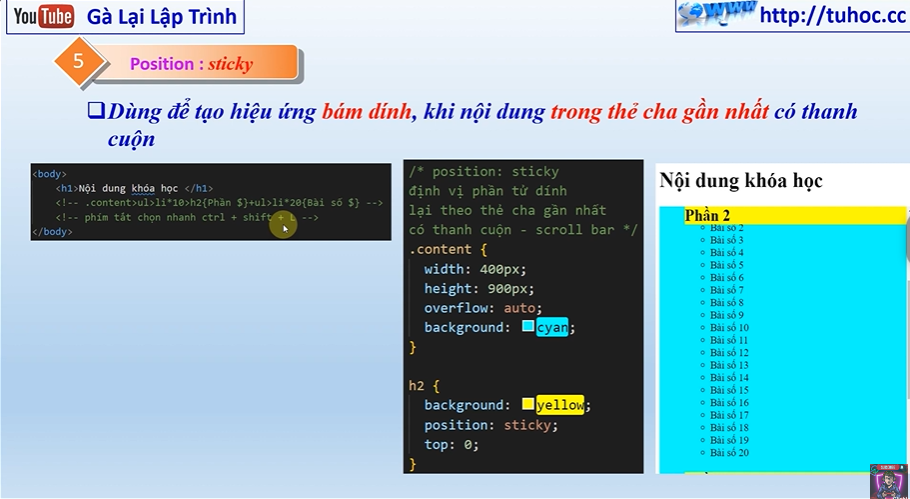 YouTube Gà Lại Lập Trình
WWW http://tuhoc.cc
5
Position : sticky
Dùng để tạo hiệu ứng bám dính, khi nội dung trong thẻ cha gần nhất có thanh
cuộn
<body>
<h1>Nội dung khóa học </h1>
<!-- .content>ul>li*10>h2{Phần $}+ul>li*20{Bài số $} -->
<!-- phím tắt chọn nhanh ctrl + shift + L -->
</body>
/* position: sticky
định vị phần tử dính
lại theo thẻ cha gần nhất
có thanh cuộn - scroll bar */
.content {
width: 400px;
height: 900px;
overflow: auto;
background: cyan;
}
h2 {
background: yellow;
position: sticky;
top: 0;
}
Nội dung khóa học
Phần 2
Bài số 2
Bài số 3
Bài số 4
Bài số 5
Bài số 6
Bài số 7
Bài số 8
Bài số 9
Bài số 10
Bài số 11
Bài số 12
Bài số 13
Bài số 14
Bài số 15
Bài số 16
Bài số 17
Bài số 18
Bài số 19
Bài số 20